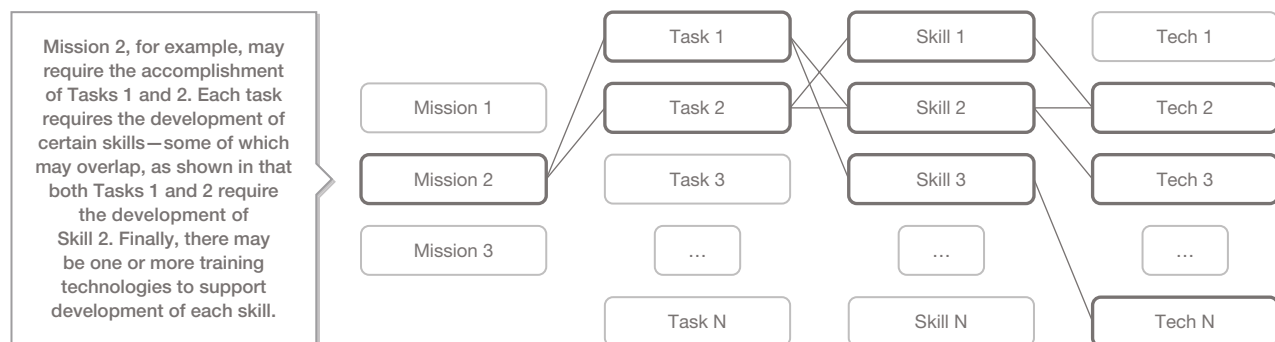 Mission 2, for example, may
require the accomplishment
of Tasks 1 and 2. Each task
requires the development of
certain skills—some of which
may overlap, as shown in that
both Tasks 1 and 2 require
the development of
Skill 2. Finally, there may
be one or more training
technologies to support
development of each skill.
Mission 1
Mission 2
Mission 3
Task 1
Task 2
Task 3
...
Task N
Skill 1
Skill 2
Skill 3
...
Skill N
Tech 1
Tech 2
Tech 3
...
Tech N